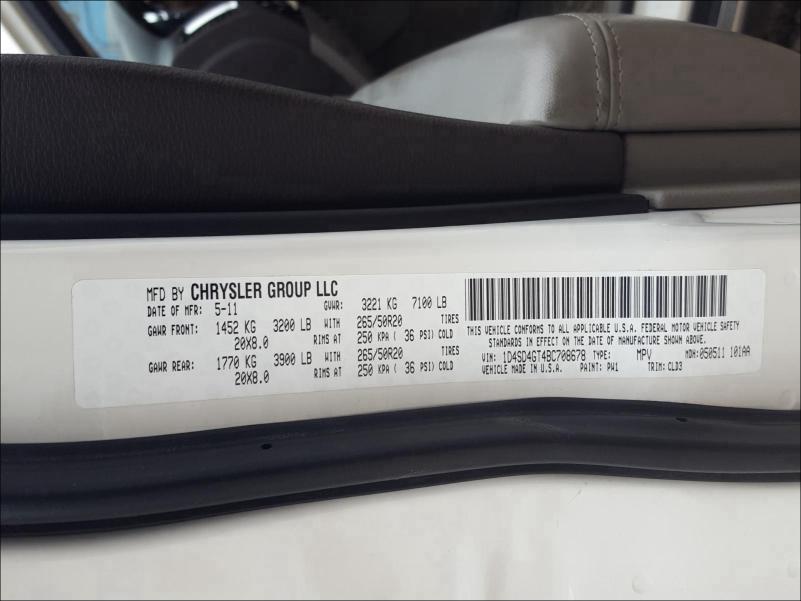 MFD BY CHRYSLER GROUP LLC
DATE OF MFR: 5-11 GVWR: 3221 KG 7100 LB
GAWR FRONT: 1452 KG 3200 LB WITH 265/50R20 TIRES
20X8.0 RIMS AT 250 KPA ( 36 PSI) COLD
GAWR REAR: 1770 KG 3900 LB WITH 265/50R20 TIRES
20X8.0 RIMS AT 250 KPA ( 36 PSI) COLD
THIS VEHICLE CONFORMS TO ALL APPLICABLE U.S.A. FEDERAL MOTOR VEHICLE SAFETY
STANDARDS IN EFFECT ON THE DATE OF MANUFACTURE SHOWN ABOVE.
VIN: 1D4SD4GT4BC708678 TYPE: MPV MDH:050511 101AA
VEHICLE MADE IN U.S.A. PAINT: PW1 TRIM: CLD3